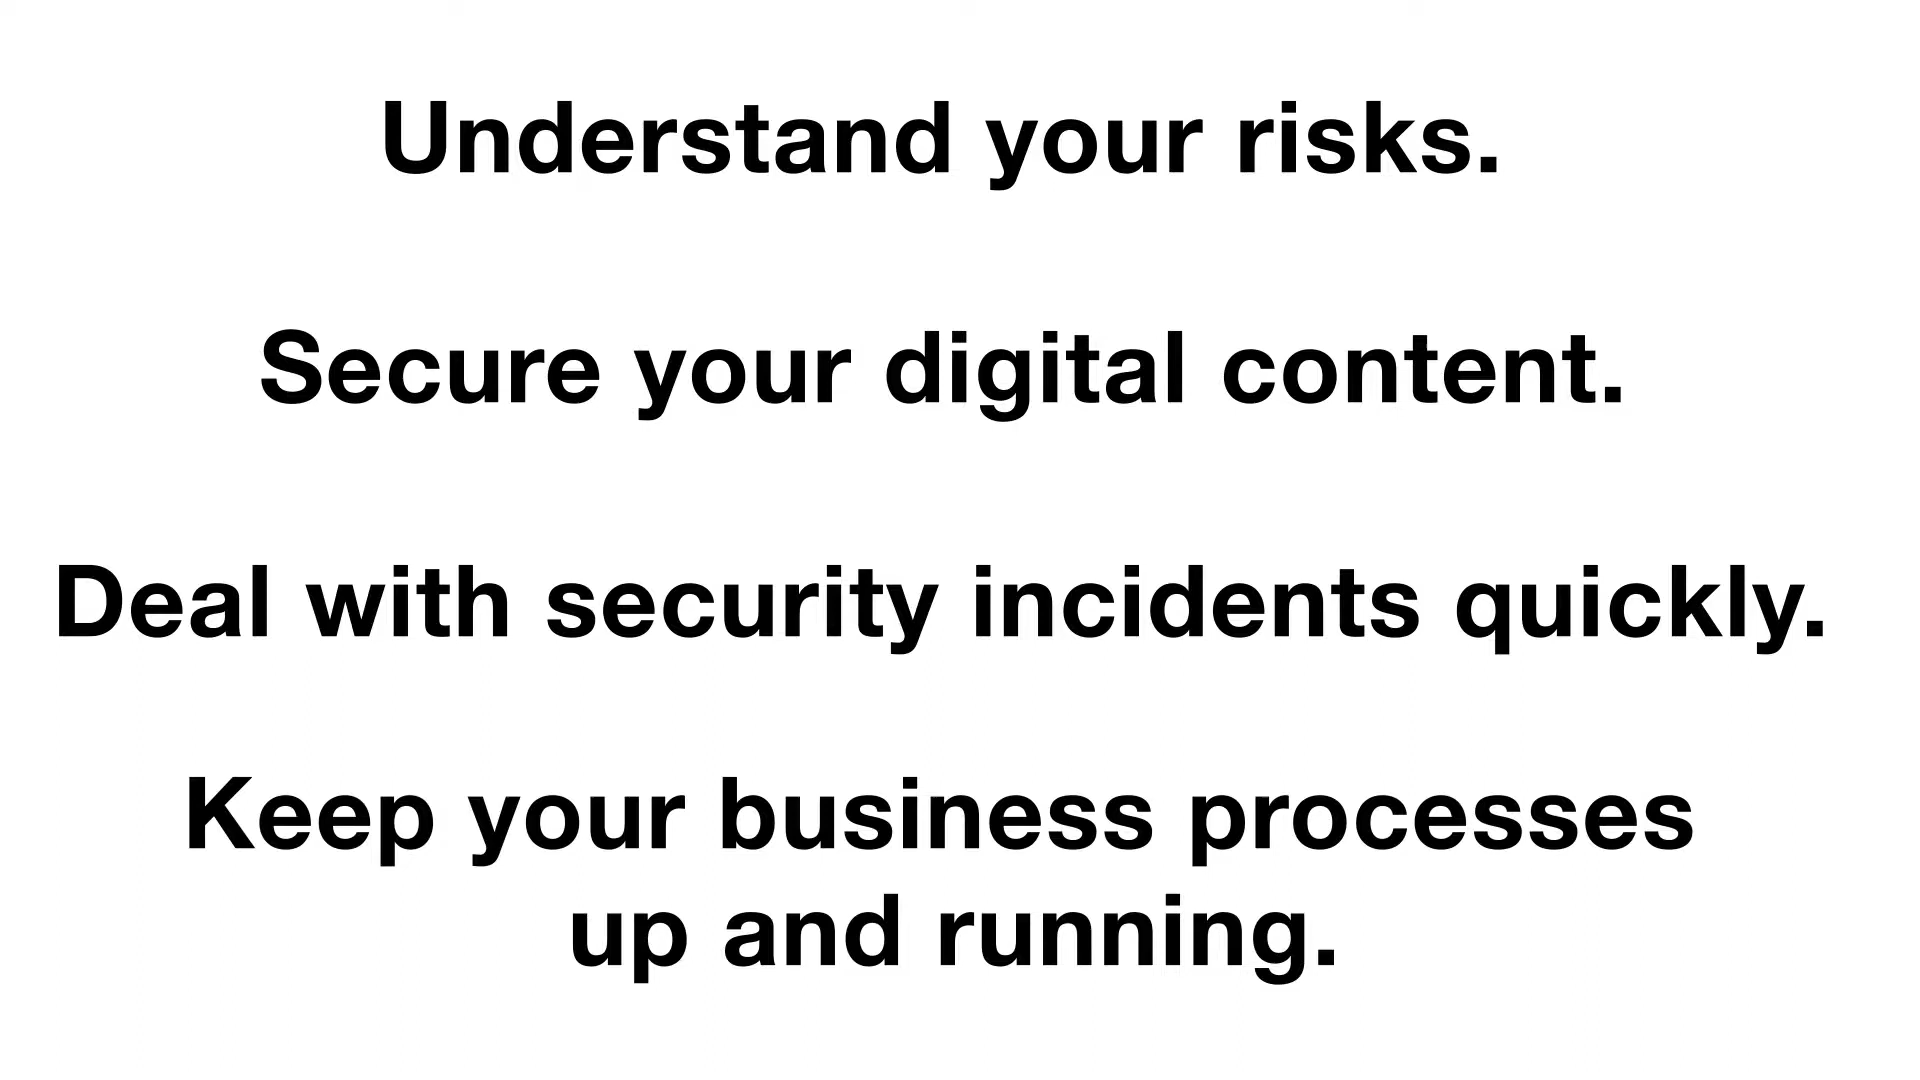 Understand your risks.
Secure your digital content.
Deal with security incidents quickly.
Keep your business processes
up and running.